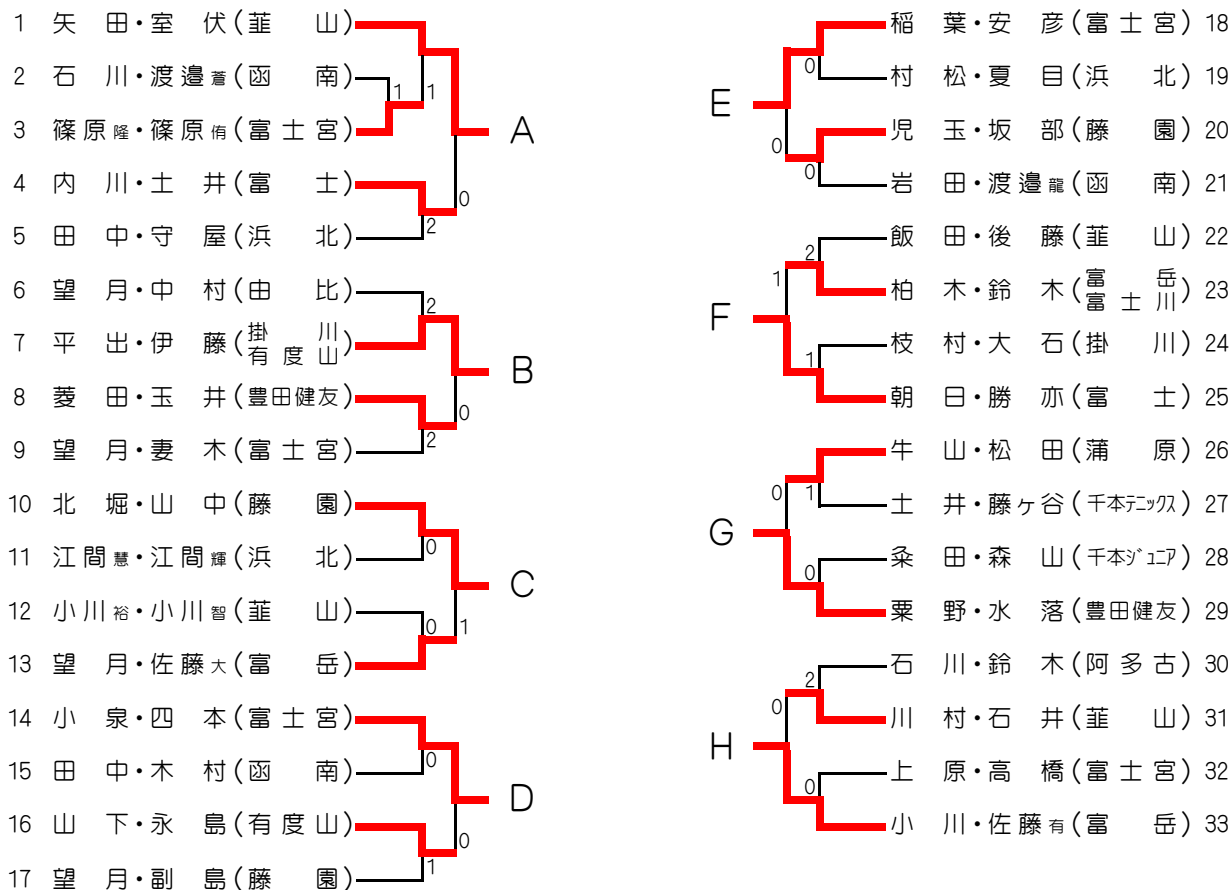 1 矢田・室伏(韮山)
2 石川・渡邉蒼(函南)
1
1
3 篠原隆・篠原侑(富士宮)
A
4 内川・土井(富士)
0
2
5 田中・守屋(浜北)
6 望月・中村(由比)
2
7 平出・伊藤(掛川 有度山)
B
8 菱田・玉井(豊田健友)
0
2
9 望月・妻木(富士宮)
10 北堀・山中(藤園)
0
11 江間慧・江間輝(浜北)
C
12 小川裕・小川智(韮山)
0
1
13 望月・佐藤大(富岳)
14 小泉・四本(富士宮)
0
15 田中・木村(函南)
D
16 山下・永島(有度山)
0
1
17 望月・副島(藤園)
稲葉・安彦(富士宮) 18
0
村松・夏目(浜北) 19
E
児玉・坂部(藤園) 20
0
0
岩田・渡邉龍(函南) 21
飯田・後藤(韮山) 22
2
1
柏木・鈴木(富岳 富士川) 23
F
枝村・大石(掛川) 24
1
朝日・勝亦(富士) 25
牛山・松田(蒲原) 26
0
1
土井・藤ヶ谷(千本テニックス) 27
G
粂田・森山(千本ジュニア) 28
0
粟野・水落(豊田健友) 29
石川・鈴木(阿多古) 30
2
0
川村・石井(韮山) 31
H
上原・高橋(富士宮) 32
0
小川・佐藤有(富岳) 33